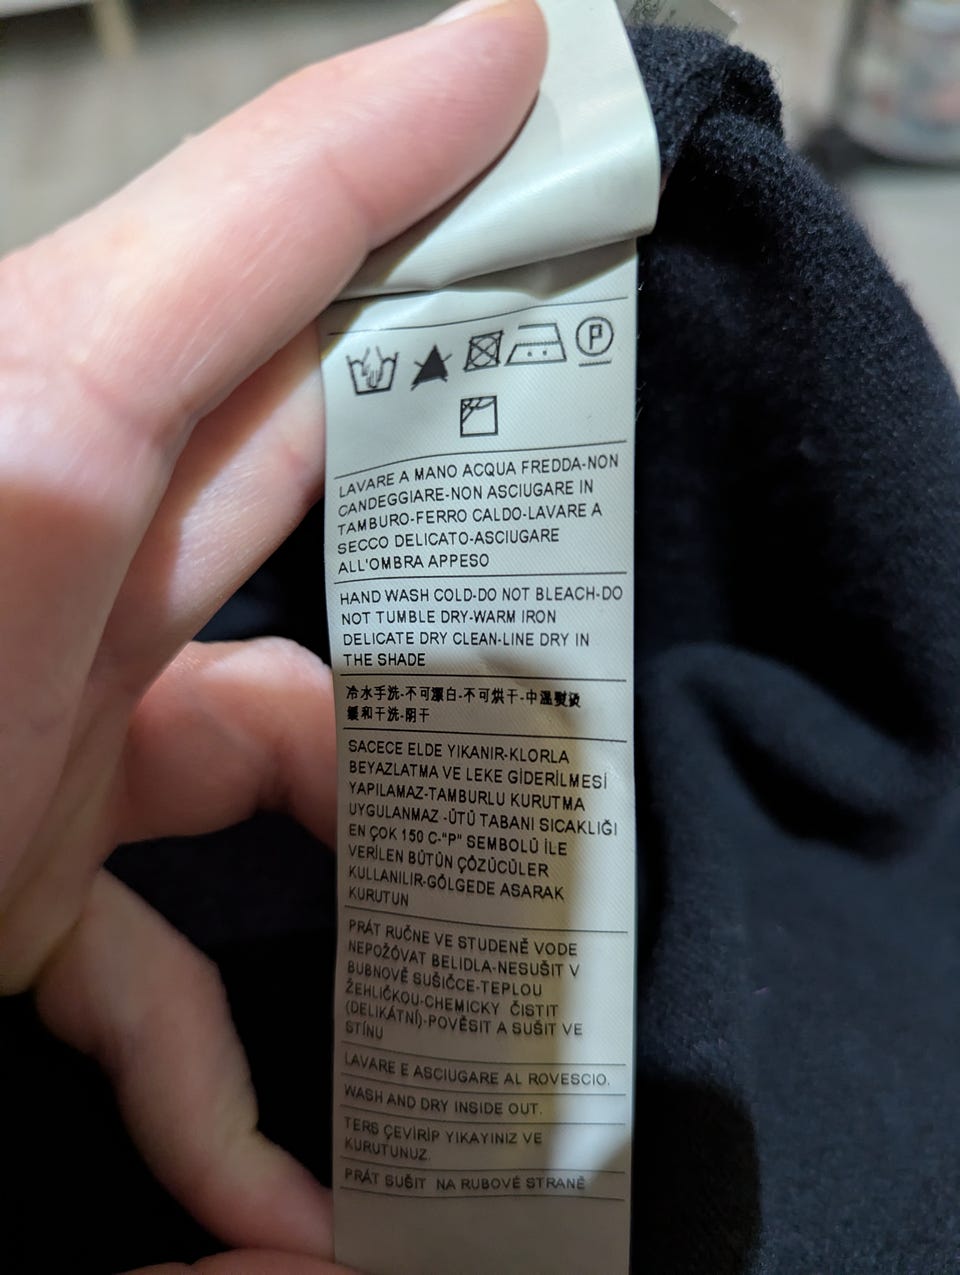 P
LAVARE A MANO ACQUA FREDDA-NON
CANDEGGIARE-NON ASCIUGARE IN
TAMBURO-FERRO CALDO-LAVARE A
SECCO DELICATO-ASCIUGARE
ALL'OMBRA APPESO
HAND WASH COLD-DO NOT BLEACH-DO
NOT TUMBLE DRY-WARM IRON
DELICATE DRY CLEAN-LINE DRY IN
THE SHADE
冷水手洗-不可漂白-不可烘干-中温熨烫
缓和干洗-阴干
SACECE ELDE YIKANIR-KLORLA
BEYAZLATMA VE LEKE GİDERİLMESİ
YAPILAMAZ-TAMBURLU KURUTMA
UYGULANMAZ -ÜTÜ TABANI SICAKLIĞI
EN ÇOK 150 C-"P" SEMBOLÜ İLE
VERİLEN BÜTÜN ÇÖZÜCÜLER
KULLANILIR-GÖLGEDE ASARAK
KURUTUN
PRÁT RUČNE VE STUDENĚ VODE
NEPOŽÓVAT BELIDLA-NESUŠIT V
BUBNOVĚ SUŠIČCE-TEPLOU
ŽEHLIČKOU-CHEMICKY ČISTIT
(DELIKÁTNÍ)-POVĚSIT A SUŠIT VE
STÍNU
LAVARE E ASCIUGARE AL ROVESCIO.
WASH AND DRY INSIDE OUT.
TERS ÇEVİRİP YIKAYINIZ VE
KURUTUNUZ.
PRÁT SUŠIT NA RUBOVÉ STRANĚ